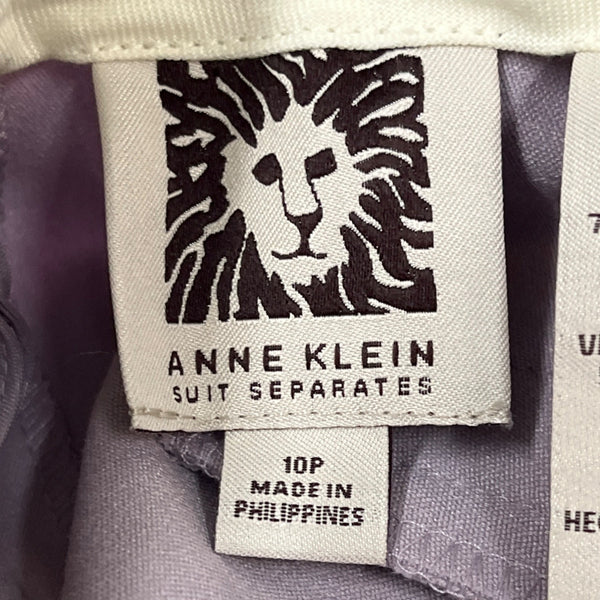 ANNE KLEIN
SUIT SEPARATES
10P
MADE IN
PHILIPPINES